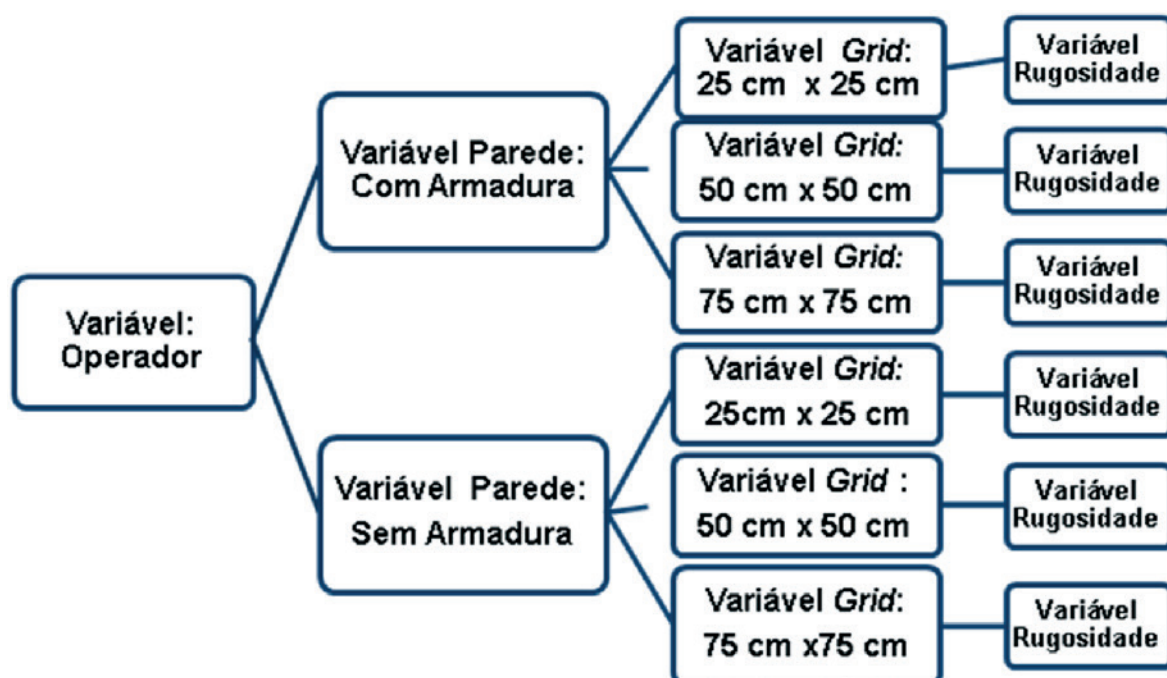 Variável:
Operador
Variável Parede:
Com Armadura
Variável Grid:
25 cm x 25 cm
Variável
Rugosidade
Variável Grid:
50 cm x 50 cm
Variável
Rugosidade
Variável Grid:
75 cm x 75 cm
Variável
Rugosidade
Variável Parede:
Sem Armadura
Variável Grid:
25cm x 25 cm
Variável
Rugosidade
Variável Grid :
50 cm x 50 cm
Variável
Rugosidade
Variável Grid:
75 cm x75 cm
Variável
Rugosidade